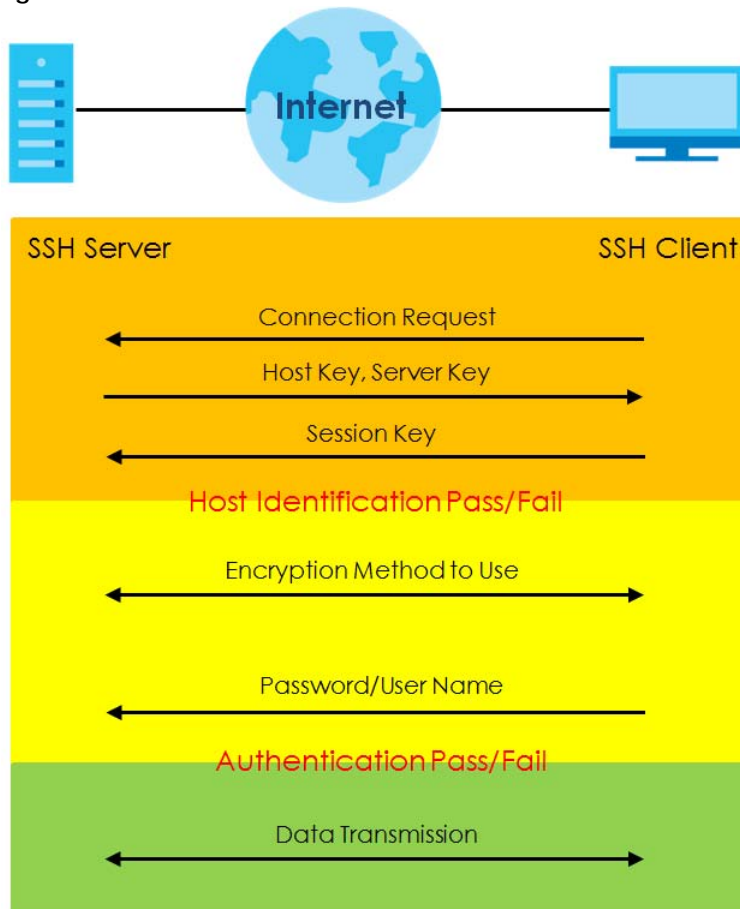 g
Internet
SSH Server
SSH Client
Connection Request
Host Key, Server Key
Session Key
Host Identification Pass/Fail
Encryption Method to Use
Password/User Name
Authentication Pass/Fail
Data Transmission